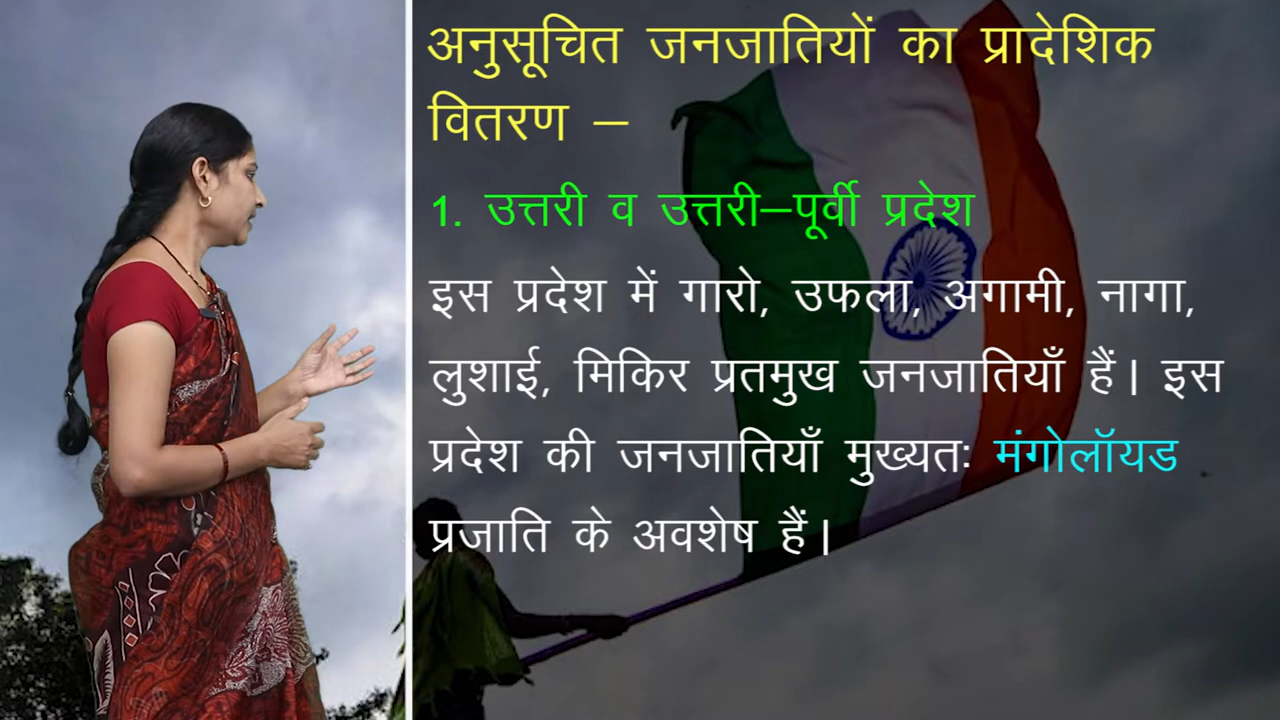 अनुसूचित जनजातियों का प्रादेशिक
वितरण –
1. उत्तरी व उत्तरी–पूर्वी प्रदेश
इस प्रदेश में गारो, उफला, अगामी, नागा,
लुशाई, मिकिर प्रतमुख जनजातियाँ हैं। इस
प्रदेश की जनजातियाँ मुख्यतः मंगोलॉयड
प्रजाति के अवशेष हैं।